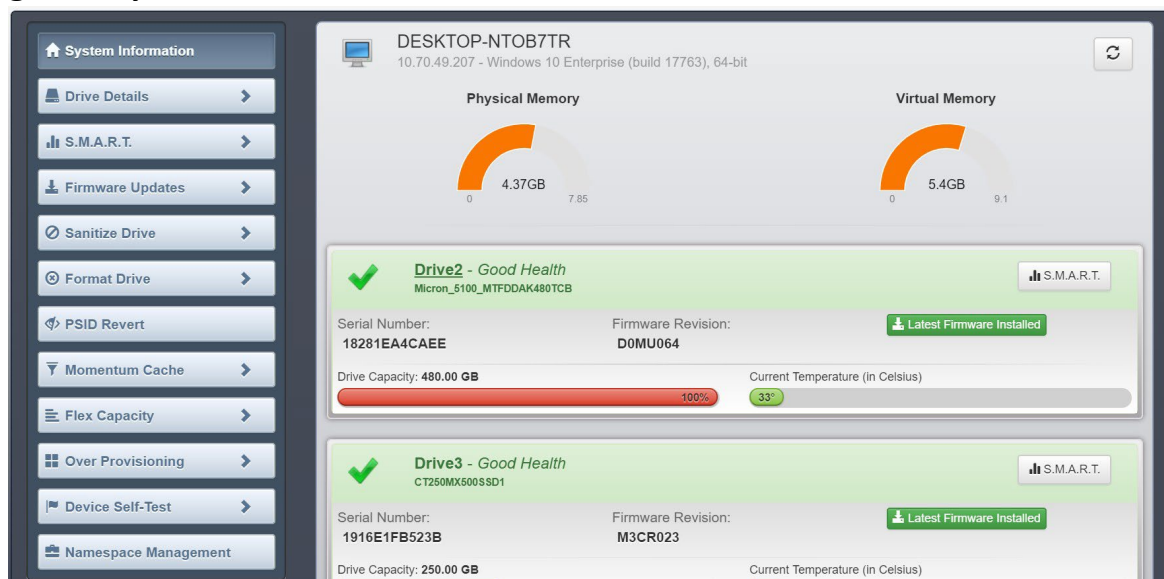 System Information
Drive Details
S.M.A.R.T.
Firmware Updates
Sanitize Drive
Format Drive
PSID Revert
Momentum Cache
Flex Capacity
Over Provisioning
Device Self-Test
Namespace Management
DESKTOP-NTOB7TR
10.70.49.207 - Windows 10 Enterprise (build 17763), 64-bit
Physical Memory
4.37GB
0 7.85
Virtual Memory
5.4GB
0 9.1
Drive2 - Good Health
Micron_5100_MTFDDAK480TCB
S.M.A.R.T.
Serial Number:
18281EA4CAEE
Firmware Revision:
D0MU064
Latest Firmware Installed
Drive Capacity: 480.00 GB
100%
Current Temperature (in Celsius)
33°
Drive3 - Good Health
CT250MX500SSD1
S.M.A.R.T.
Serial Number:
1916E1FB523B
Firmware Revision:
M3CR023
Latest Firmware Installed
Drive Capacity: 250.00 GB
Current Temperature (in Celsius)